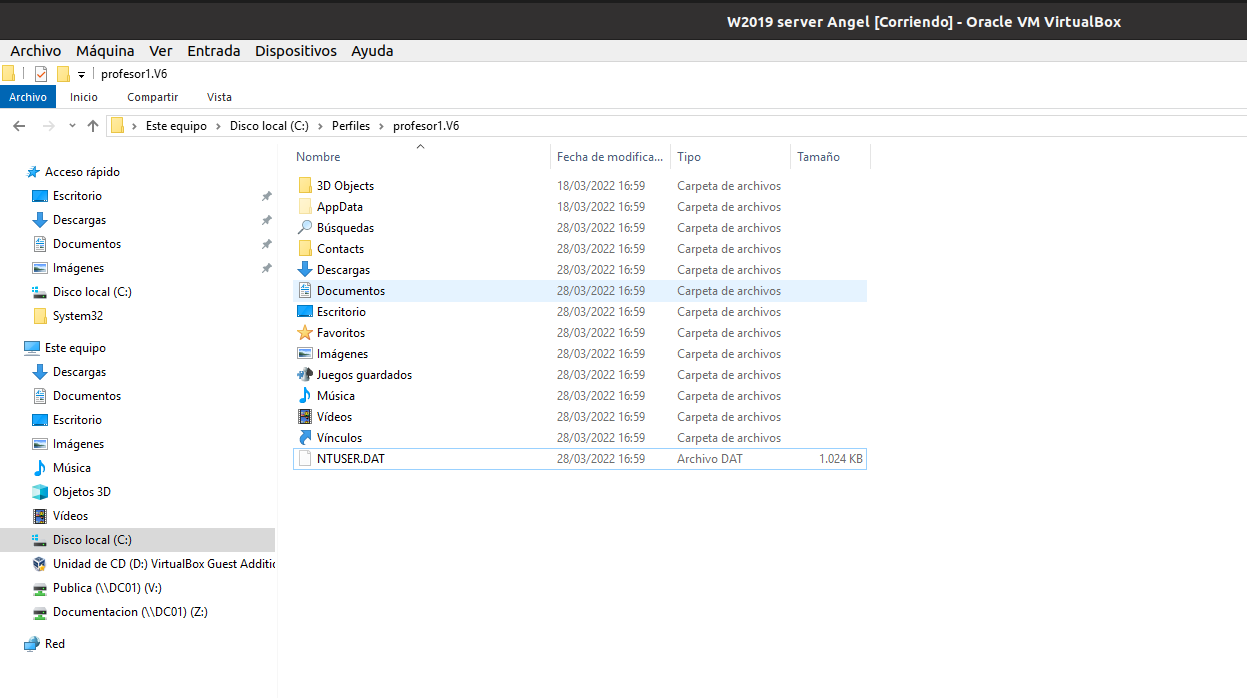 W2019 server Angel [Corriendo] - Oracle VM VirtualBox
Archivo Máquina Ver Entrada Dispositivos Ayuda
profesor1.V6
Archivo Inicio Compartir Vista
Este equipo > Disco local (C:) > Perfiles > profesor1.V6
Acceso rápido
Escritorio
Descargas
Documentos
Imágenes
Disco local (C:)
System32
Este equipo
Descargas
Documentos
Escritorio
Imágenes
Música
Objetos 3D
Vídeos
Disco local (C:)
Unidad de CD (D:) VirtualBox Guest Additic
Publica (\\DC01) (V:)
Documentacion (\\DC01) (Z:)
Red
Nombre Fecha de modifica... Tipo Tamaño
3D Objects 18/03/2022 16:59 Carpeta de archivos
AppData 18/03/2022 16:59 Carpeta de archivos
Búsquedas 28/03/2022 16:59 Carpeta de archivos
Contacts 28/03/2022 16:59 Carpeta de archivos
Descargas 28/03/2022 16:59 Carpeta de archivos
Documentos 28/03/2022 16:59 Carpeta de archivos
Escritorio 28/03/2022 16:59 Carpeta de archivos
Favoritos 28/03/2022 16:59 Carpeta de archivos
Imágenes 28/03/2022 16:59 Carpeta de archivos
Juegos guardados 28/03/2022 16:59 Carpeta de archivos
Música 28/03/2022 16:59 Carpeta de archivos
Vídeos 28/03/2022 16:59 Carpeta de archivos
Vínculos 28/03/2022 16:59 Carpeta de archivos
NTUSER.DAT 28/03/2022 16:59 Archivo DAT 1.024 KB